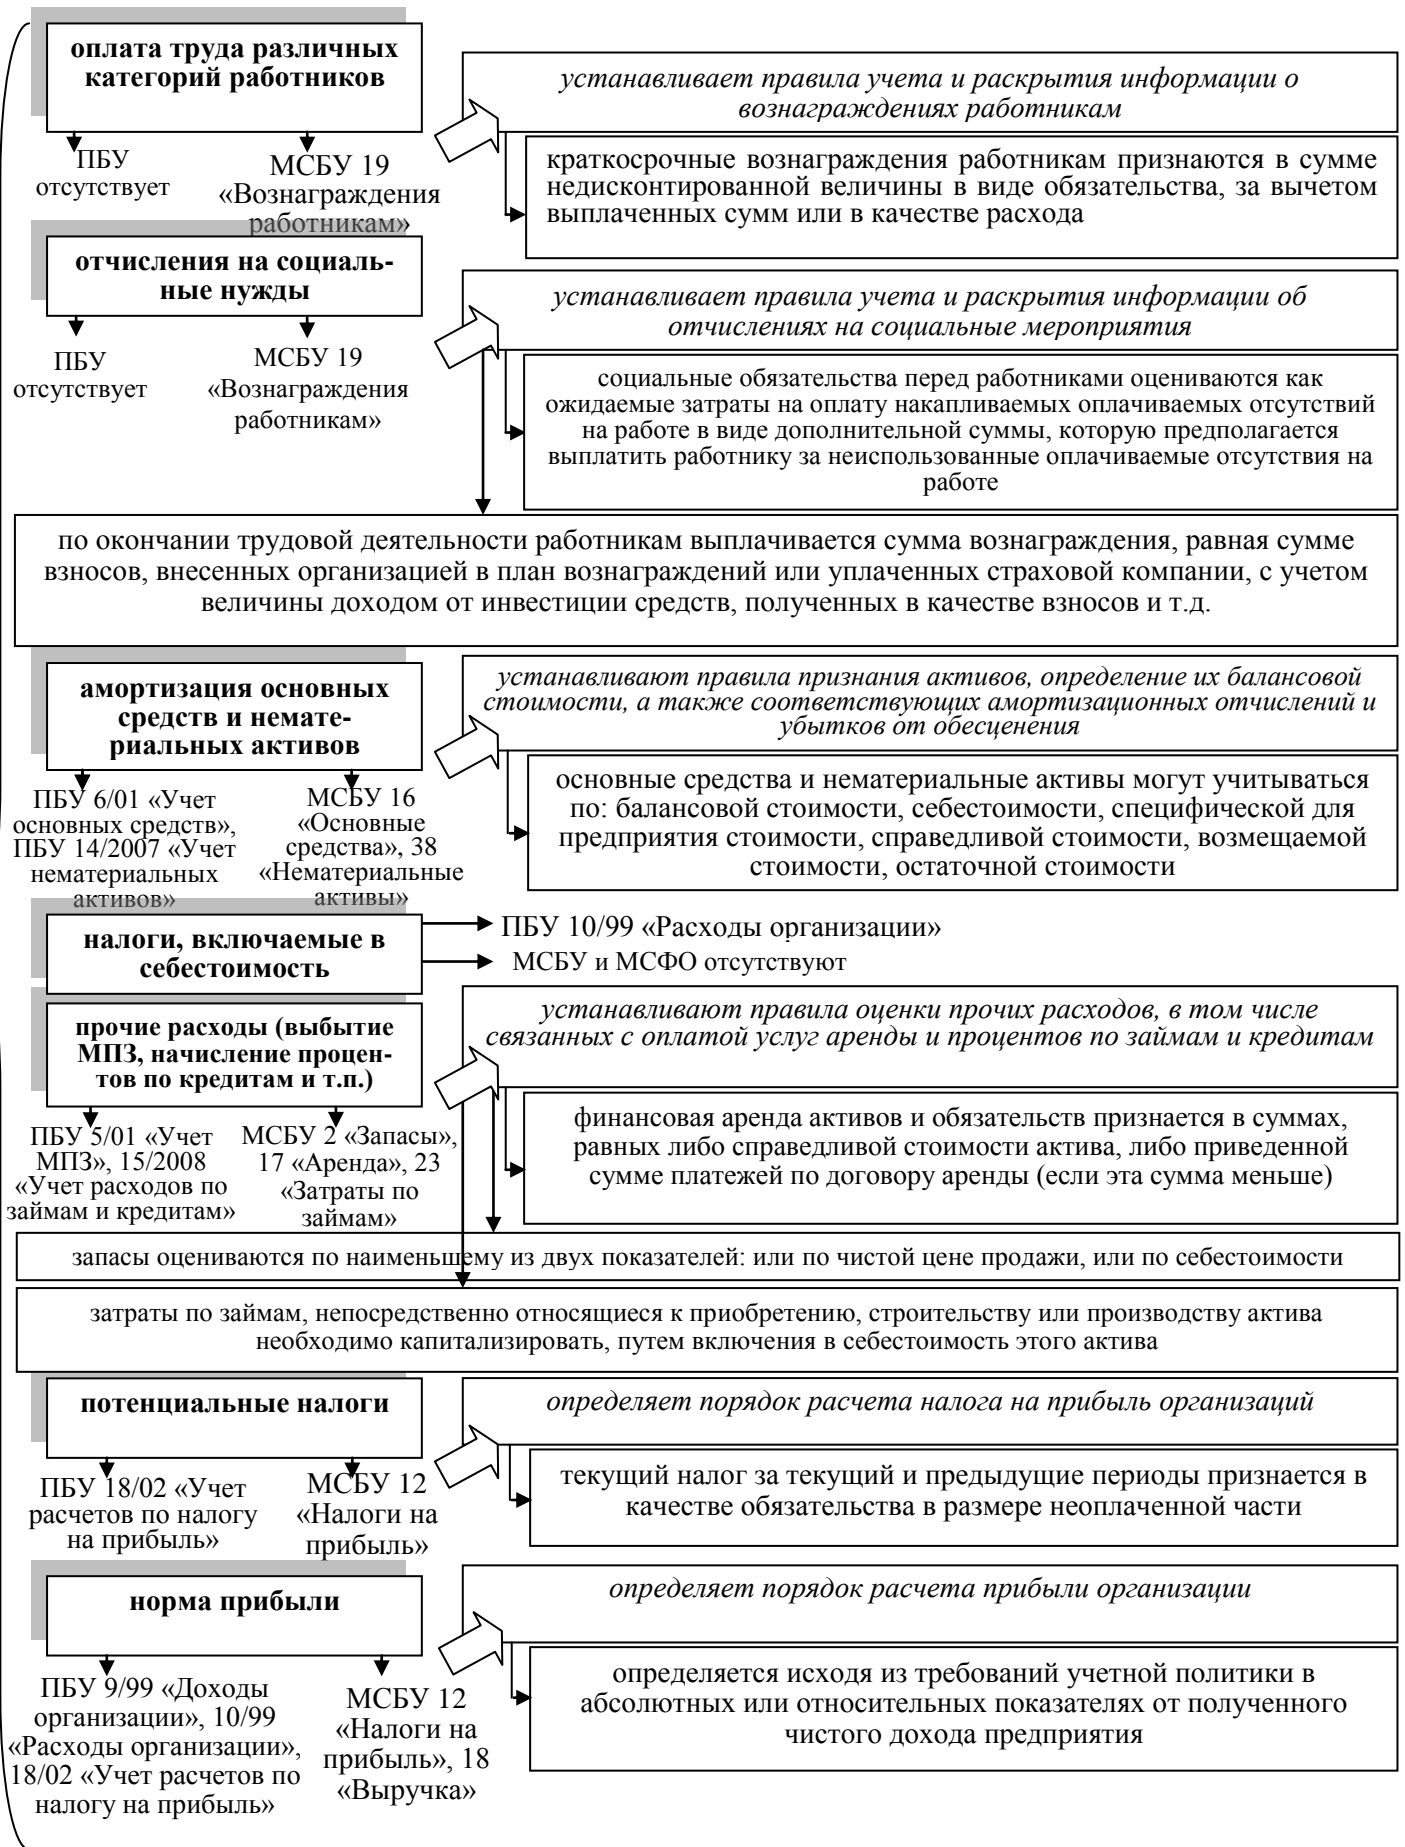 оплата труда различных
категорий работников
устанавливает правила учета и раскрытия информации о
вознаграждениях работникам
ПБУ
отсутствует
МСБУ 19
«Вознаграждения
работникам»
краткосрочные вознаграждения работникам признаются в сумме
недисконтированной величины в виде обязательства, за вычетом
выплаченных сумм или в качестве расхода
отчисления на социаль-
ные нужды
устанавливает правила учета и раскрытия информации об
отчислениях на социальные мероприятия
ПБУ
отсутствует
МСБУ 19
«Вознаграждения
работникам»
социальные обязательства перед работниками оцениваются как
ожидаемые затраты на оплату накапливаемых оплачиваемых отсутствий
на работе в виде дополнительной суммы, которую предполагается
выплатить работнику за неиспользованные оплачиваемые отсутствия на
работе
по окончании трудовой деятельности работникам выплачивается сумма вознаграждения, равная сумме
взносов, внесенных организацией в план вознаграждений или уплаченных страховой компании, с учетом
величины доходом от инвестиции средств, полученных в качестве взносов и т.д.
амортизация основных
средств и немате-
риальных активов
устанавливают правила признания активов, определение их балансовой
стоимости, а также соответствующих амортизационных отчислений и
убытков от обесценения
ПБУ 6/01 «Учет
основных средств»,
ПБУ 14/2007 «Учет
нематериальных
активов»
МСБУ 16
«Основные
средства», 38
«Нематериальные
активы»
основные средства и нематериальные активы могут учитываться
по: балансовой стоимости, себестоимости, специфической для
предприятия стоимости, справедливой стоимости, возмещаемой
стоимости, остаточной стоимости
налоги, включаемые в
себестоимость
ПБУ 10/99 «Расходы организации»
МСБУ и МСФО отсутствуют
прочие расходы (выбытие
МПЗ, начисление процен-
тов по кредитам и т.п.)
устанавливают правила оценки прочих расходов, в том числе
связанных с оплатой услуг аренды и процентов по займам и кредитам
ПБУ 5/01 «Учет
МПЗ», 15/2008
«Учет расходов по
займам и кредитам»
МСБУ 2 «Запасы»,
17 «Аренда», 23
«Затраты по
займам»
финансовая аренда активов и обязательств признается в суммах,
равных либо справедливой стоимости актива, либо приведенной
сумме платежей по договору аренды (если эта сумма меньше)
запасы оцениваются по наименьшему из двух показателей: или по чистой цене продажи, или по себестоимости
затраты по займам, непосредственно относящиеся к приобретению, строительству или производству актива
необходимо капитализировать, путем включения в себестоимость этого актива
потенциальные налоги
определяет порядок расчета налога на прибыль организаций
ПБУ 18/02 «Учет
расчетов по налогу
на прибыль»
МСБУ 12
«Налоги на
прибыль»
текущий налог за текущий и предыдущие периоды признается в
качестве обязательства в размере неоплаченной части
норма прибыли
определяет порядок расчета прибыли организации
ПБУ 9/99 «Доходы
организации», 10/99
«Расходы организации»,
18/02 «Учет расчетов по
налогу на прибыль»
МСБУ 12
«Налоги на
прибыль», 18
«Выручка»
определяется исходя из требований учетной политики в
абсолютных или относительных показателях от полученного
чистого дохода предприятия